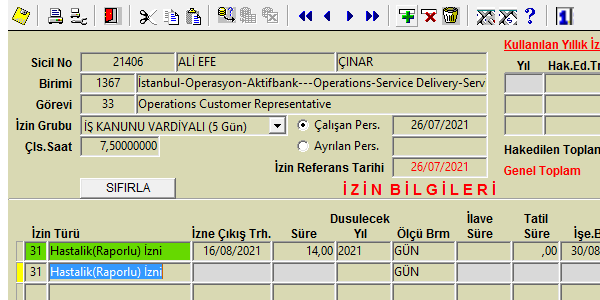 Kullanılan Yıllık İz
Sicil No 21406 ALİ EFE ÇINAR
Yıl Hak.Ed.Tr
Birimi 1367 İstanbul-Operasyon-Aktifbank---Operations-Service Delivery-Serv
Görevi 33 Operations Customer Representative
İzin Grubu İŞ KANUNU VARDİYALI (5 Gün) Çalışan Pers. 26/07/2021
Çls.Saat 7,50000000 Ayrılan Pers.
Hakedilen Toplan
İzin Referans Tarihi 26/07/2021
Genel Toplam
SIFIRLA
İZİN BİLGİLERİ
İzin Türü İzne Çıkış Trh. Süre Dusulecek Yıl Ölçü Brm İlave Süre Tatil Süre İşe.B
31 Hastalik(Raporlu) İzni 16/08/2021 14,00 2021 GÜN ,00 30/08
31 Hastalik(Raporlu) İzni GÜN